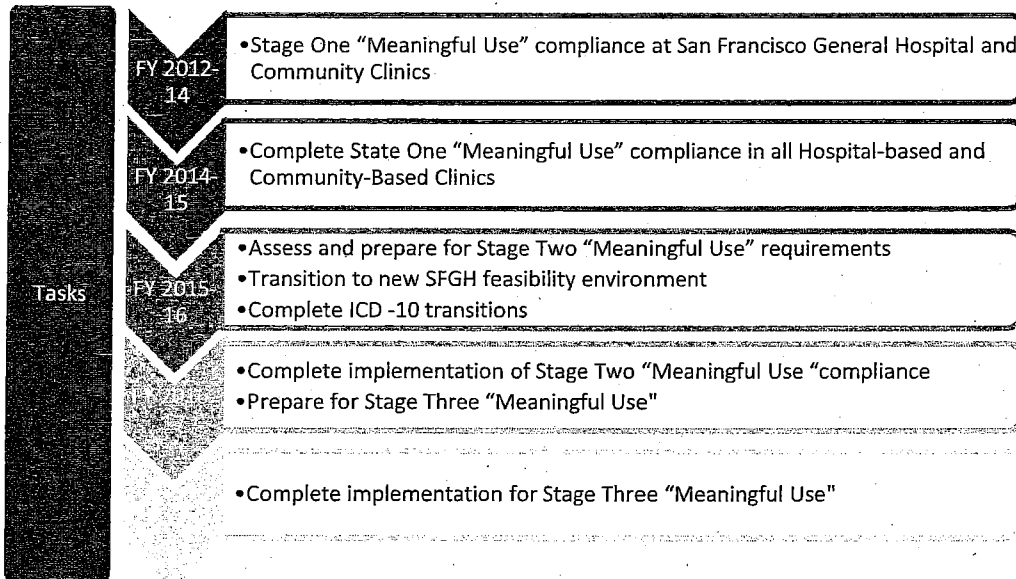 Tasks
FY 2012-
14
•Stage One “Meaningful Use” compliance at San Francisco General Hospital and
Community Clinics
FY 2014-
15
•Complete State One “Meaningful Use” compliance in all Hospital-based and
Community-Based Clinics
FY 2015-
16
•Assess and prepare for Stage Two “Meaningful Use” requirements
•Transition to new SFGH feasibility environment
•Complete ICD -10 transitions
•Complete implementation of Stage Two “Meaningful Use “compliance
•Prepare for Stage Three “Meaningful Use"
•Complete implementation for Stage Three “Meaningful Use"